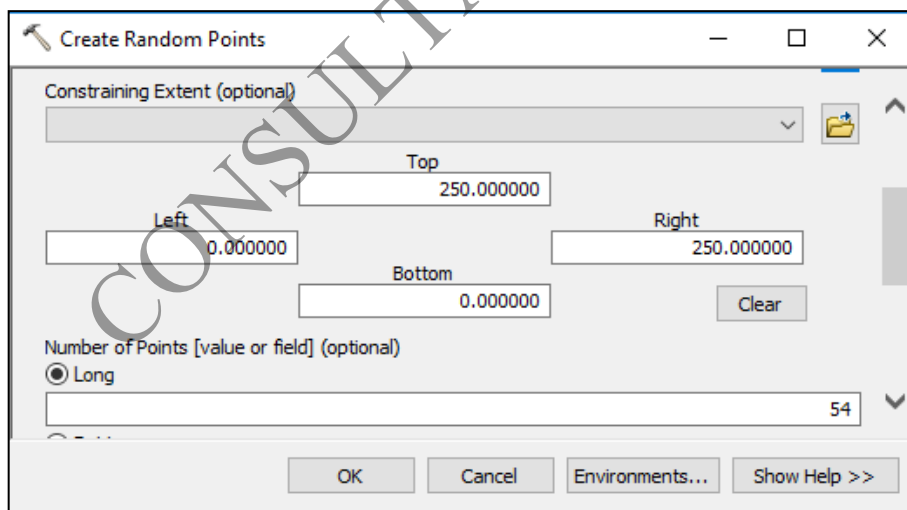 Create Random Points
Constraining Extent (optional)
Top
250.000000
Left
Right
0.000000
250.000000
Bottom
0.000000
Clear
Number of Points [value or field] (optional)
Long
54
OK
Cancel
Environments...
Show Help >>